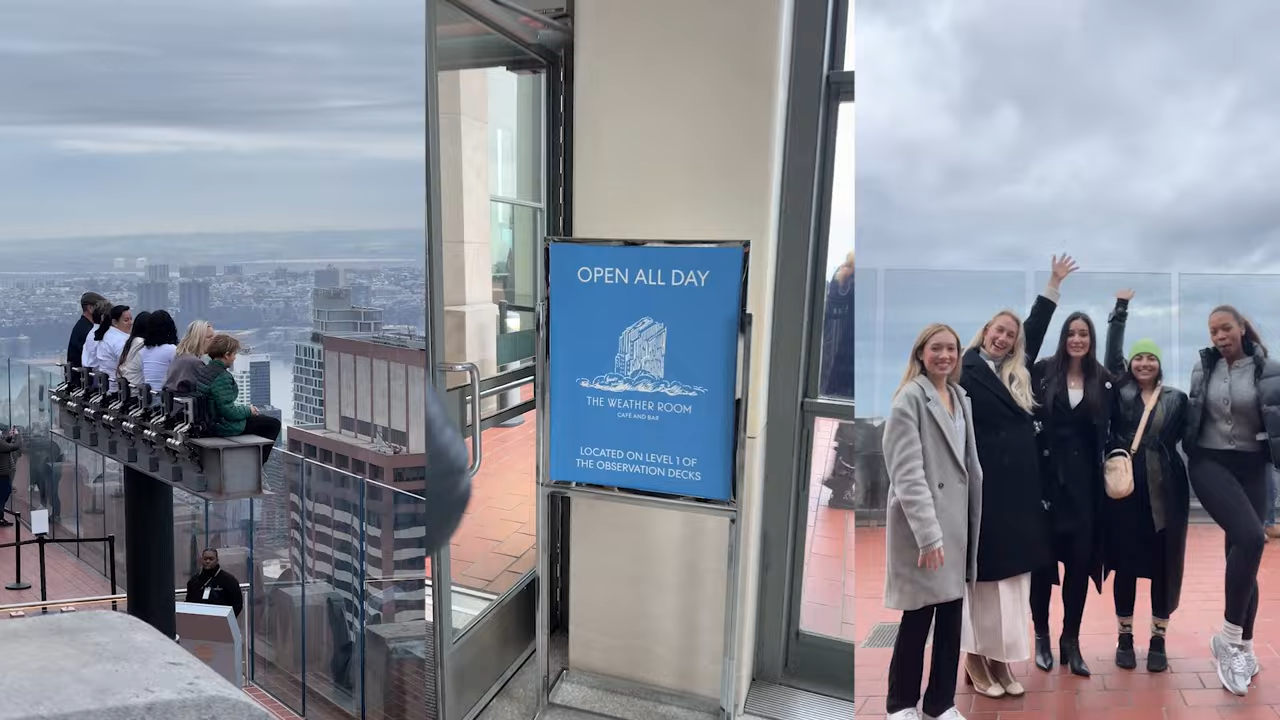 OPEN ALL DAY
THE WEATHER ROOM
CAFE AND BAR
LOCATED ON LEVEL 1 OF
THE OBSERVATION DECKS